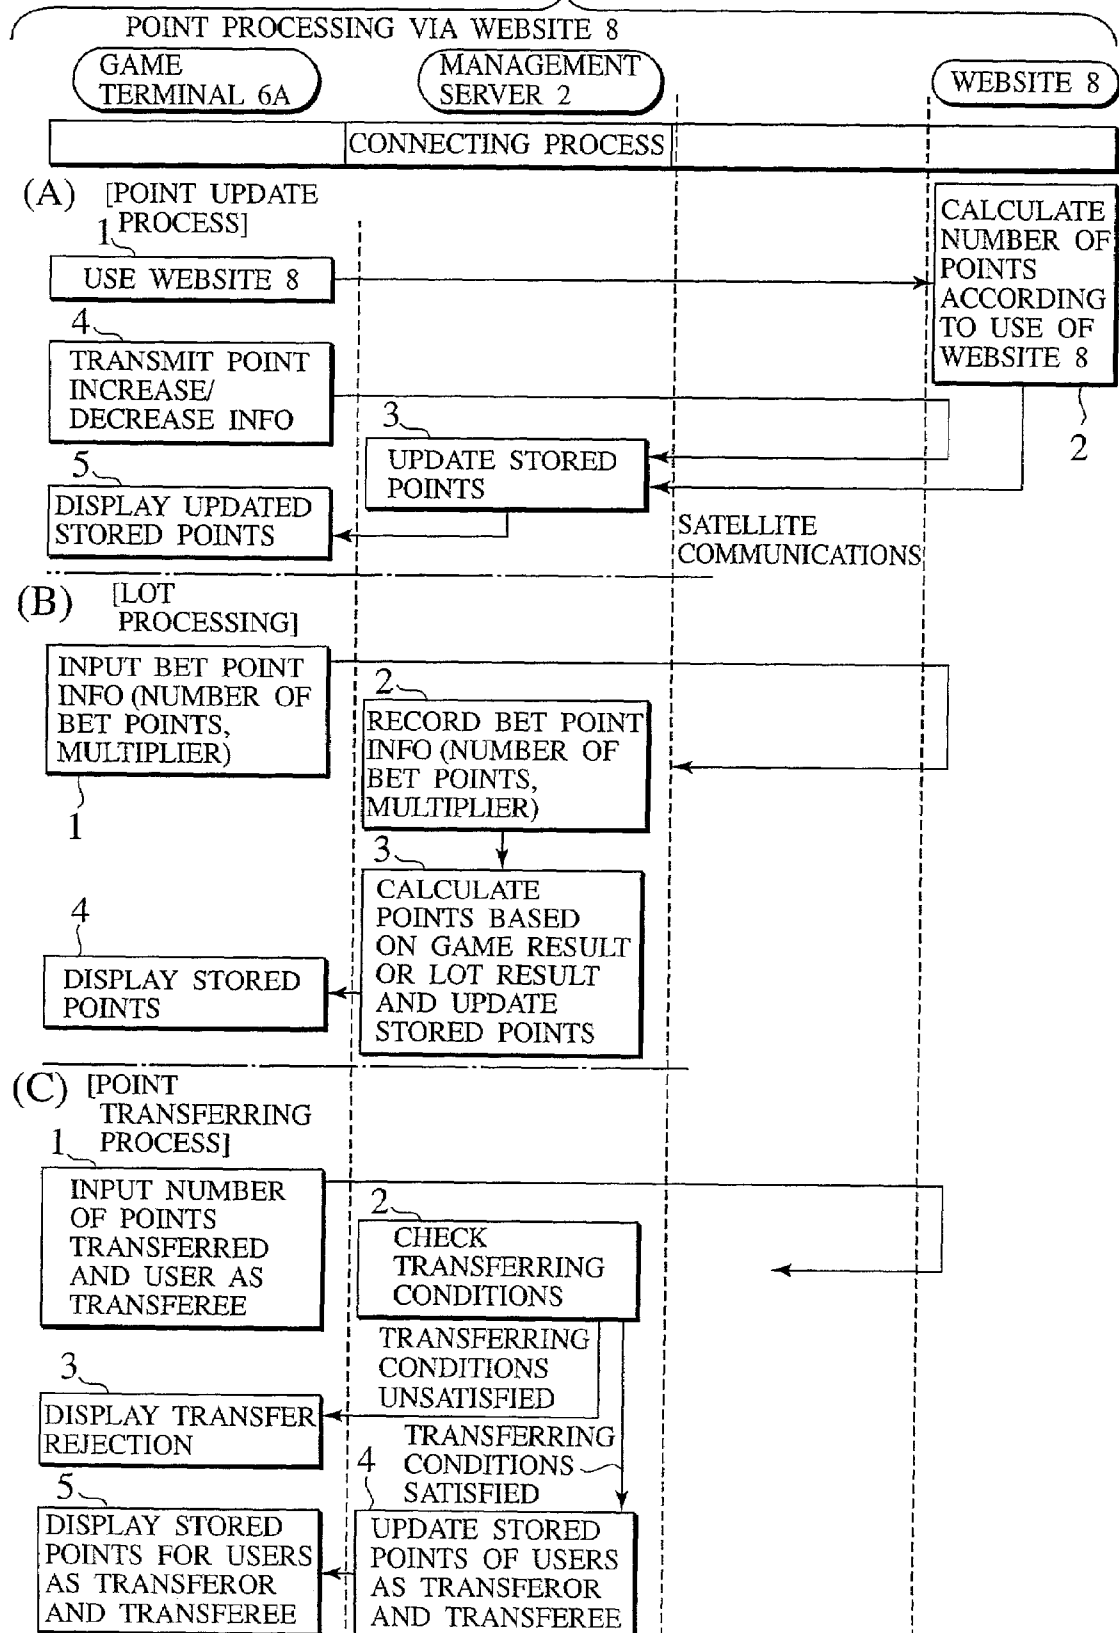 POINT PROCESSING VIA WEBSITE 8
GAME
TERMINAL 6A
MANAGEMENT
SERVER 2
WEBSITE 8
CONNECTING PROCESS
(A)
[POINT UPDATE
PROCESS]
1
USE WEBSITE 8
CALCULATE
NUMBER OF
POINTS
ACCORDING
TO USE OF
WEBSITE 8
2
4
TRANSMIT POINT
INCREASE/
DECREASE INFO
3
UPDATE STORED
POINTS
5
DISPLAY UPDATED
STORED POINTS
SATELLITE
COMMUNICATIONS
(B)
[LOT
PROCESSING]
INPUT BET POINT
INFO (NUMBER OF
BET POINTS,
MULTIPLIER)
1
2
RECORD BET POINT
INFO (NUMBER OF
BET POINTS,
MULTIPLIER)
3
CALCULATE
POINTS BASED
ON GAME RESULT
OR LOT RESULT
AND UPDATE
STORED POINTS
4
DISPLAY STORED
POINTS
(C)
[POINT
TRANSFERRING
PROCESS]
1
INPUT NUMBER
OF POINTS
TRANSFERRED
AND USER AS
TRANSFEREE
2
CHECK
TRANSFERRING
CONDITIONS
TRANSFERRING
CONDITIONS
UNSATISFIED
3
DISPLAY TRANSFER
REJECTION
TRANSFERRING
CONDITIONS
SATISFIED
4
UPDATE STORED
POINTS OF USERS
AS TRANSFEROR
AND TRANSFEREE
5
DISPLAY STORED
POINTS FOR USERS
AS TRANSFEROR
AND TRANSFEREE